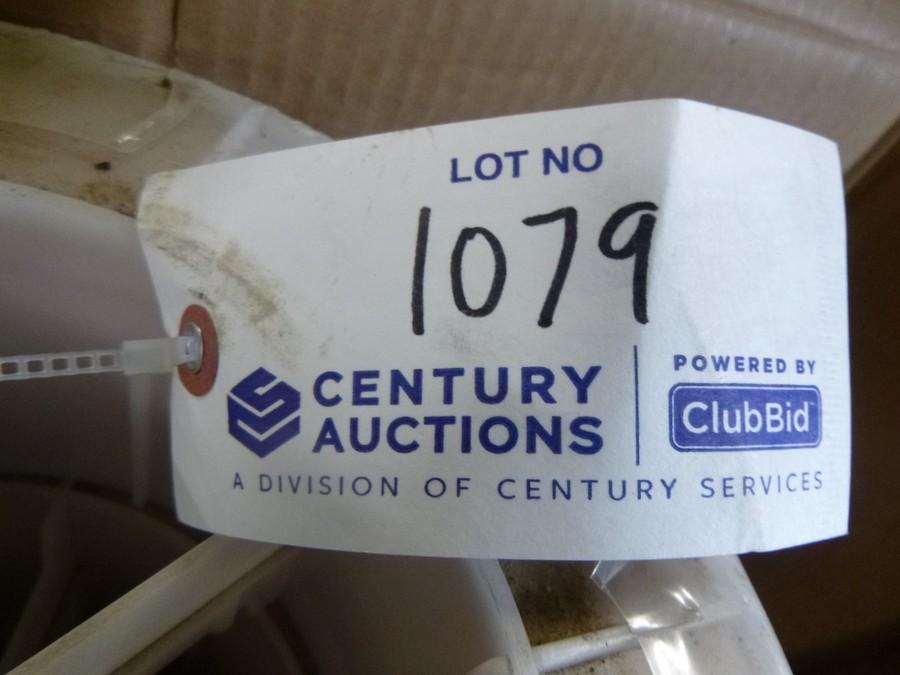 LOT NO
1079
CENTURY
AUCTIONS
POWERED BY
ClubBid
A DIVISION OF CENTURY SERVICES